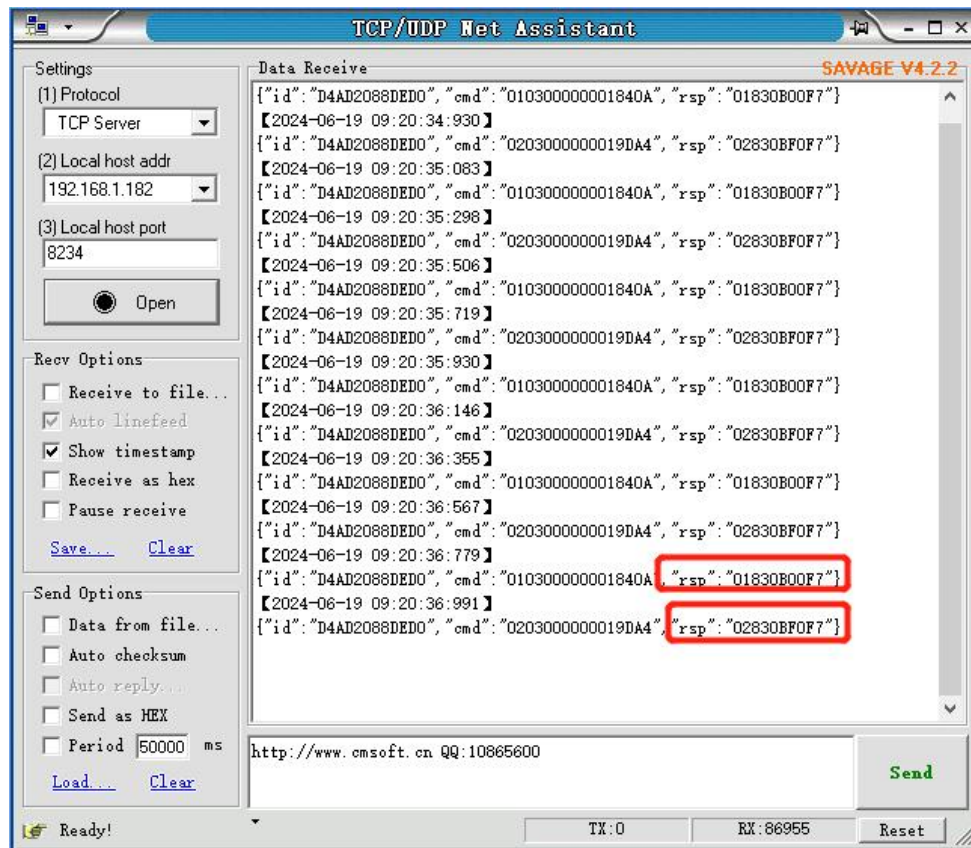 TCP/UDP Net Assistant
Settings
(1) Protocol
TCP Server
(2) Local host addr
192.168.1.182
(3) Local host port
8234
Open
Recv Options
Receive to file...
Auto linefeed
Show timestamp
Receive as hex
Pause receive
Save...
Clear
Send Options
Data from file...
Auto checksum
Auto reply...
Send as HEX
Period 50000 ms
Load...
Clear
Data Receive
SAVAGE V4.2.2
{"id":"D4AD2088DED0","cmd":"010300000001840A","rsp":"01830B00F7"}
【2024-06-19 09:20:34:930】
{"id":"D4AD2088DED0","cmd":"0203000000019DA4","rsp":"02830BF0F7"}
【2024-06-19 09:20:35:083】
{"id":"D4AD2088DED0","cmd":"010300000001840A","rsp":"01830B00F7"}
【2024-06-19 09:20:35:298】
{"id":"D4AD2088DED0","cmd":"0203000000019DA4","rsp":"02830BF0F7"}
【2024-06-19 09:20:35:506】
{"id":"D4AD2088DED0","cmd":"010300000001840A","rsp":"01830B00F7"}
【2024-06-19 09:20:35:719】
{"id":"D4AD2088DED0","cmd":"0203000000019DA4","rsp":"02830BF0F7"}
【2024-06-19 09:20:35:930】
{"id":"D4AD2088DED0","cmd":"010300000001840A","rsp":"01830B00F7"}
【2024-06-19 09:20:36:146】
{"id":"D4AD2088DED0","cmd":"0203000000019DA4","rsp":"02830BF0F7"}
【2024-06-19 09:20:36:355】
{"id":"D4AD2088DED0","cmd":"010300000001840A","rsp":"01830B00F7"}
【2024-06-19 09:20:36:567】
{"id":"D4AD2088DED0","cmd":"0203000000019DA4","rsp":"02830BF0F7"}
【2024-06-19 09:20:36:779】
{"id":"D4AD2088DED0","cmd":"010300000001840A","rsp":"01830B00F7"}
【2024-06-19 09:20:36:991】
{"id":"D4AD2088DED0","cmd":"0203000000019DA4","rsp":"02830BF0F7"}
http://www.cmsoft.cn QQ:10865600
Send
Ready!
TX:0
RX:86955
Reset